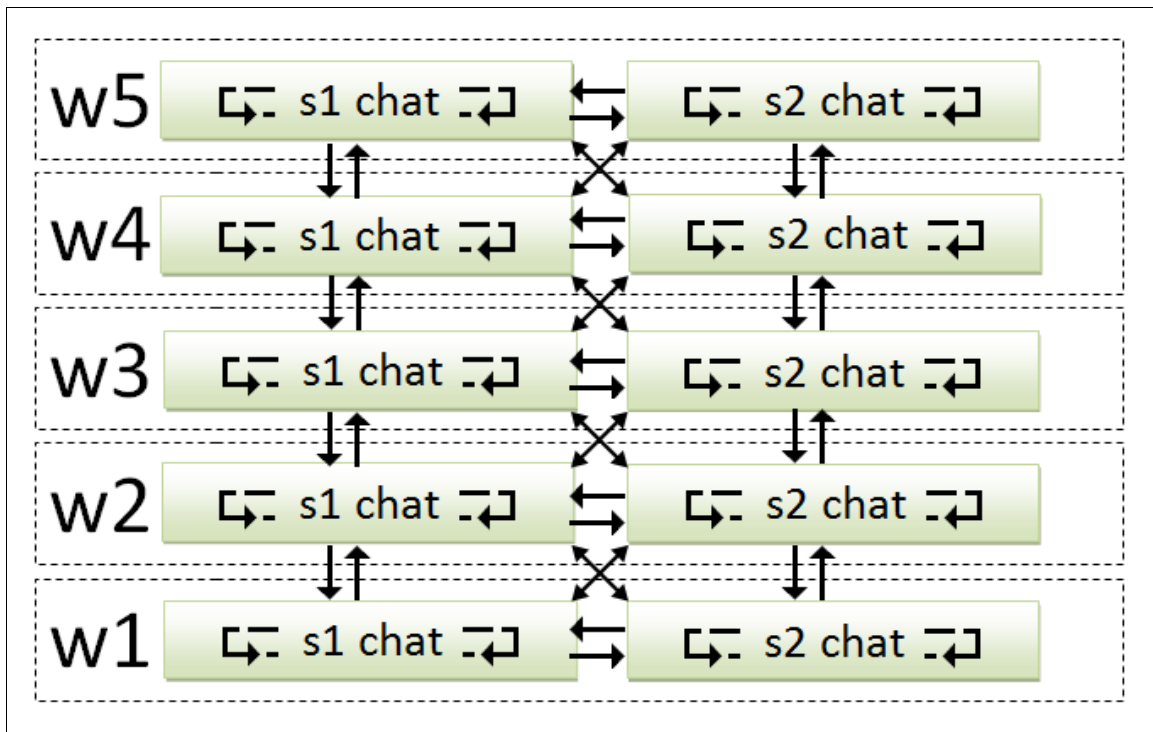 w5 s1 chat s2 chat
w4 s1 chat s2 chat
w3 s1 chat s2 chat
w2 s1 chat s2 chat
w1 s1 chat s2 chat